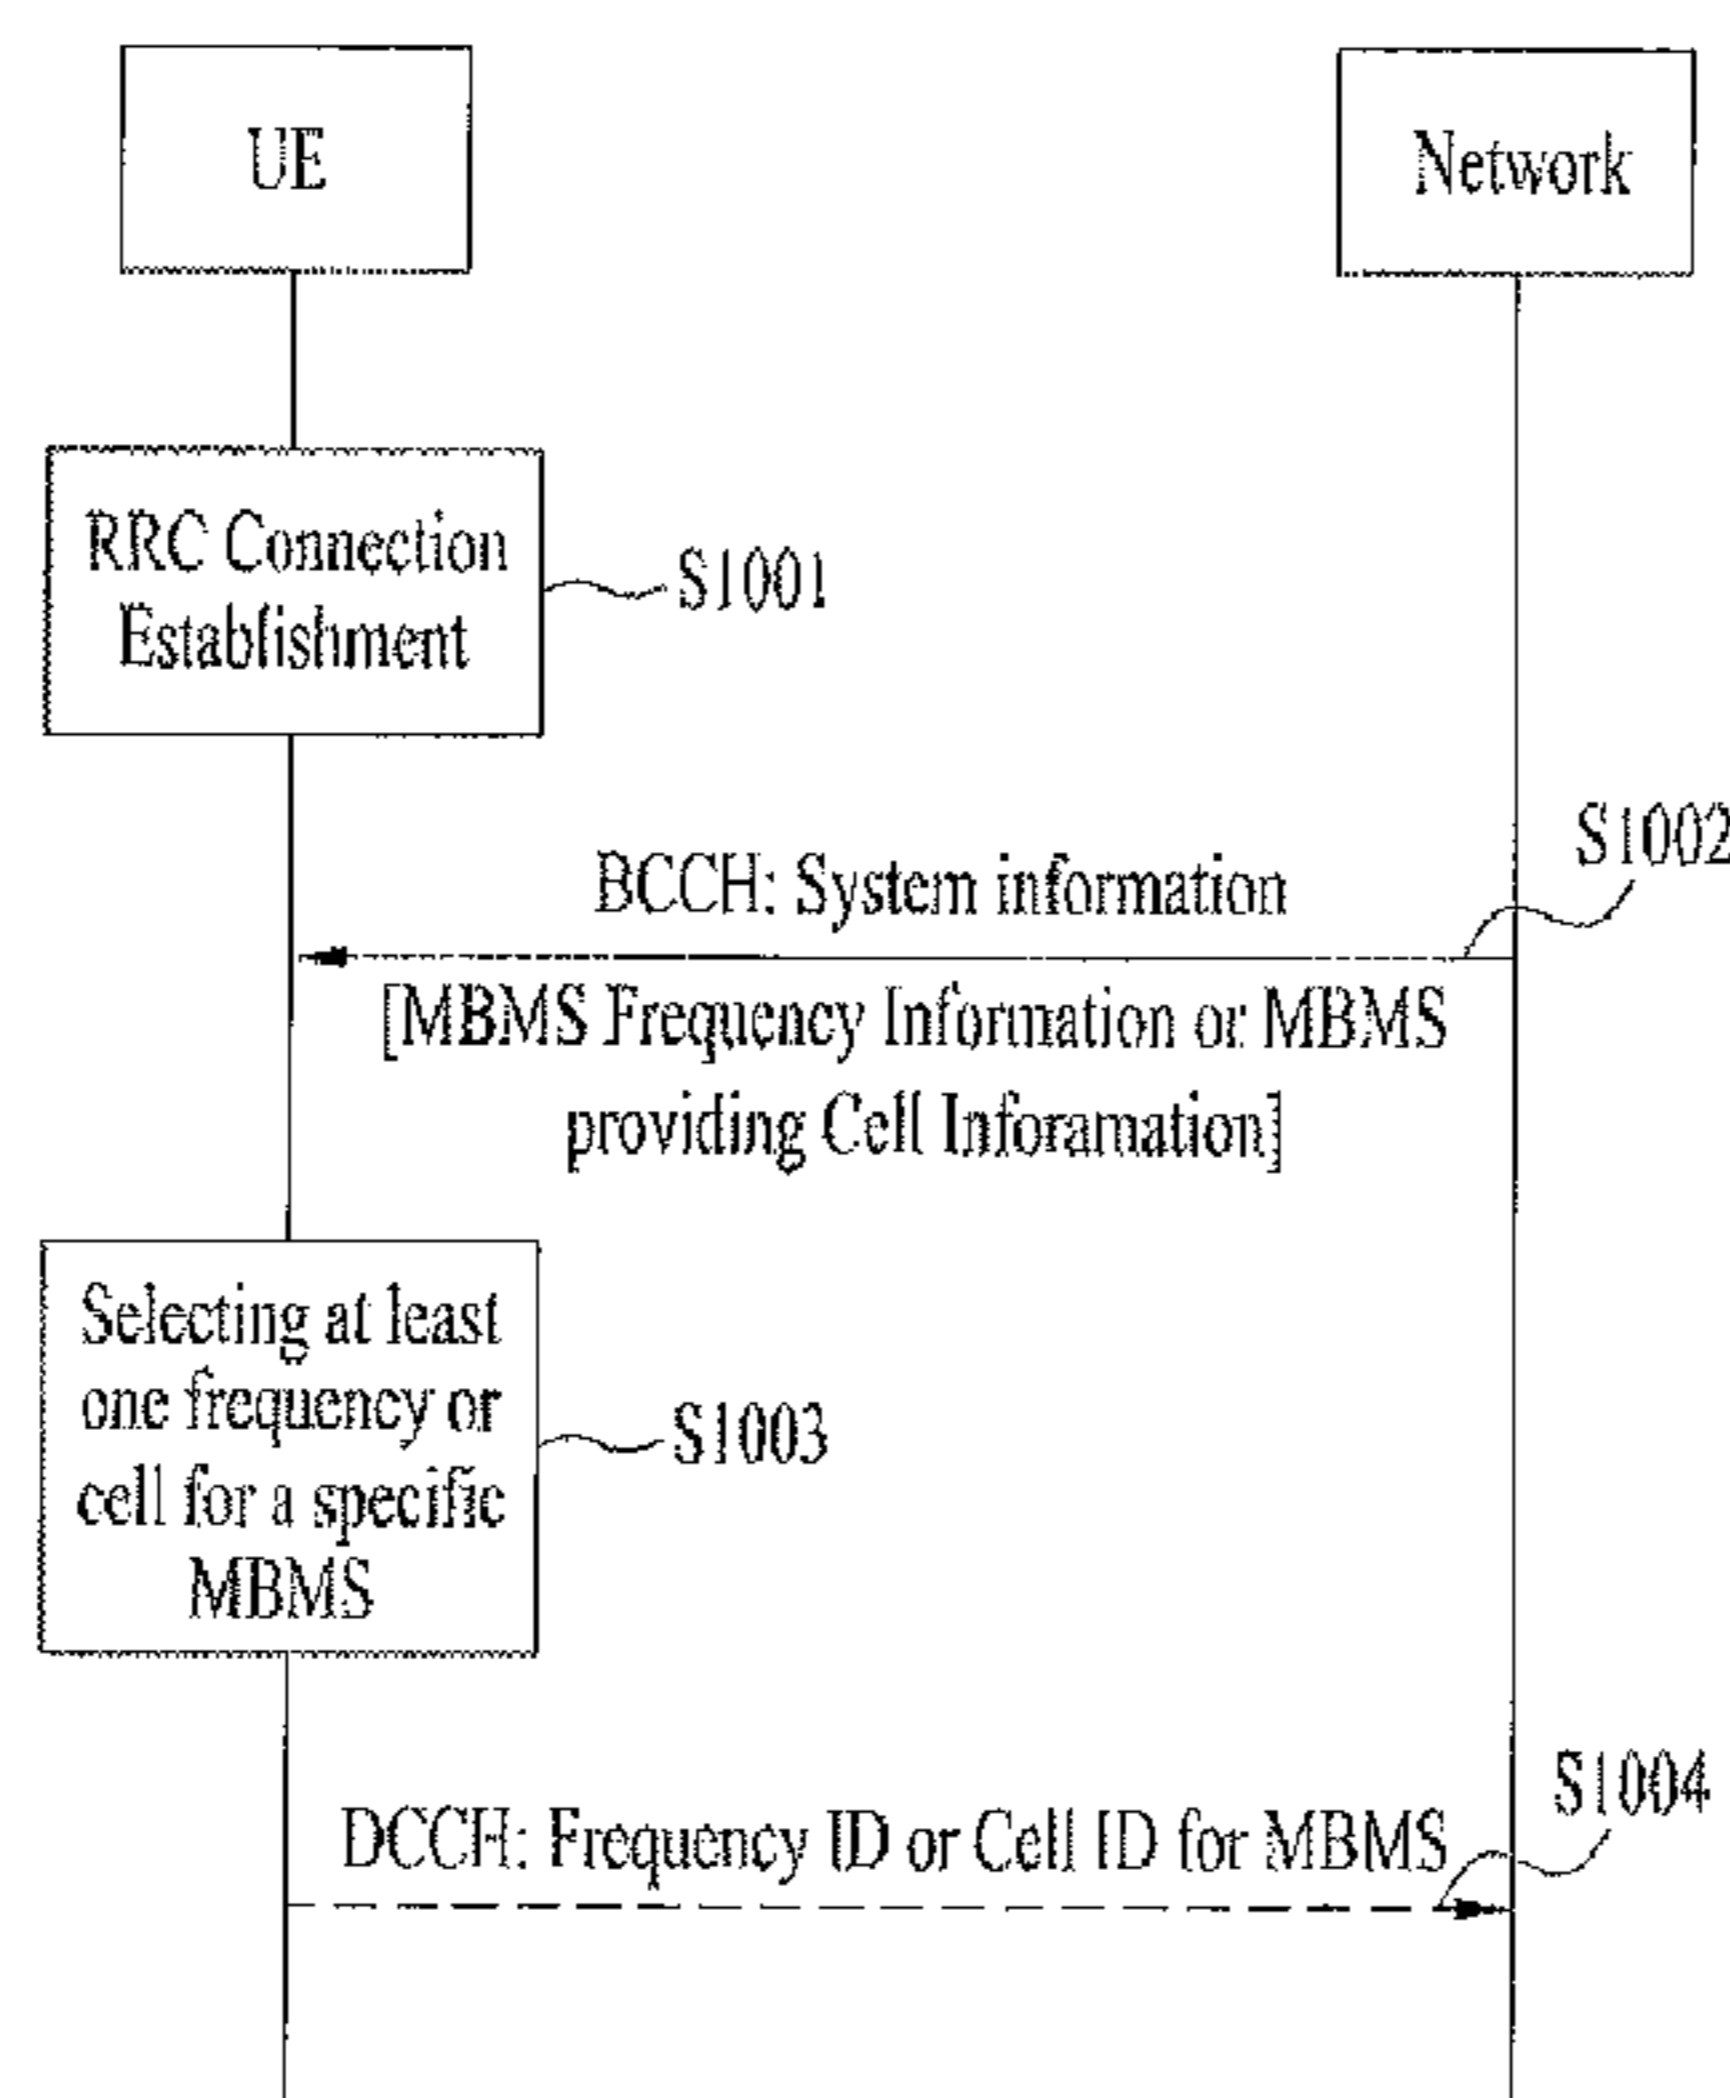 UE
Network
RRC Connection
Establishment
S1001
S1002
BCCH: System information
[MBMS Frequency Information or MBMS
providing Cell Inforamation]
Selecting at least
one frequency or
cell for a specific
MBMS
S1003
S1004
DCCH: Frequency ID or Cell ID for MBMS